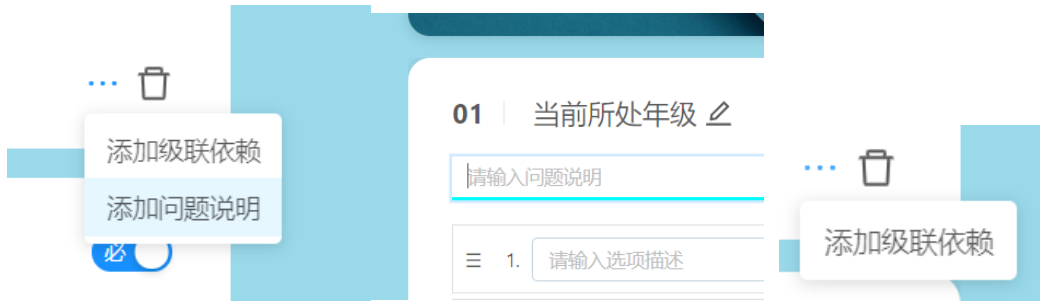 添加级联依赖
添加问题说明
必
01 当前所处年级
请输入问题说明
1. 请输入选项描述
添加级联依赖